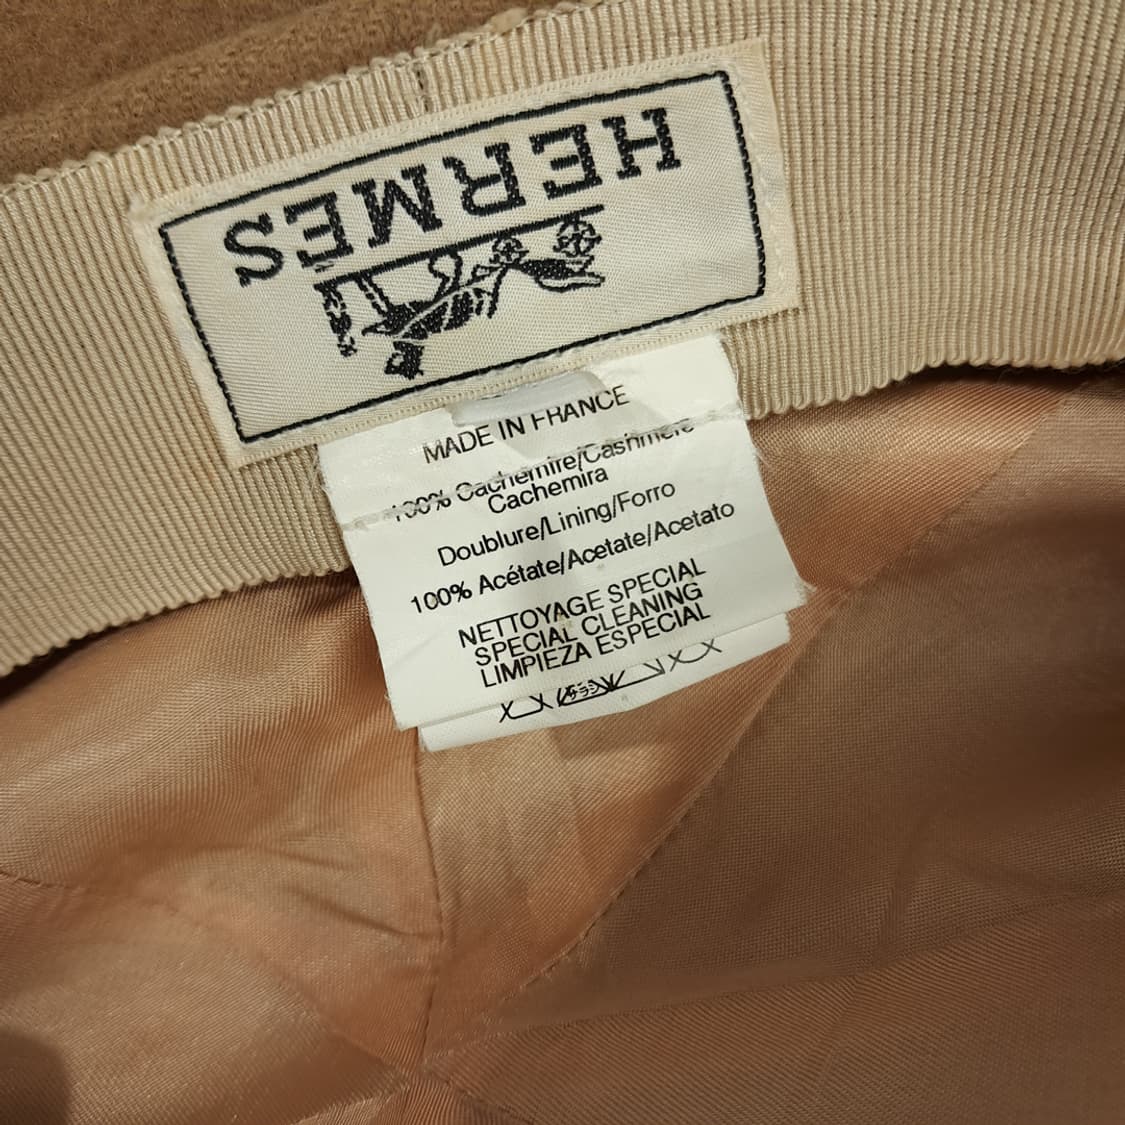 HERMES
MADE IN FRANCE
100% Cachemire/Cashmere
Cachemira
Doublure/Lining/Forro
100% Acétate/Acetate/Acetato
NETTOYAGE SPECIAL
SPECIAL CLEANING
LIMPIEZA ESPECIAL